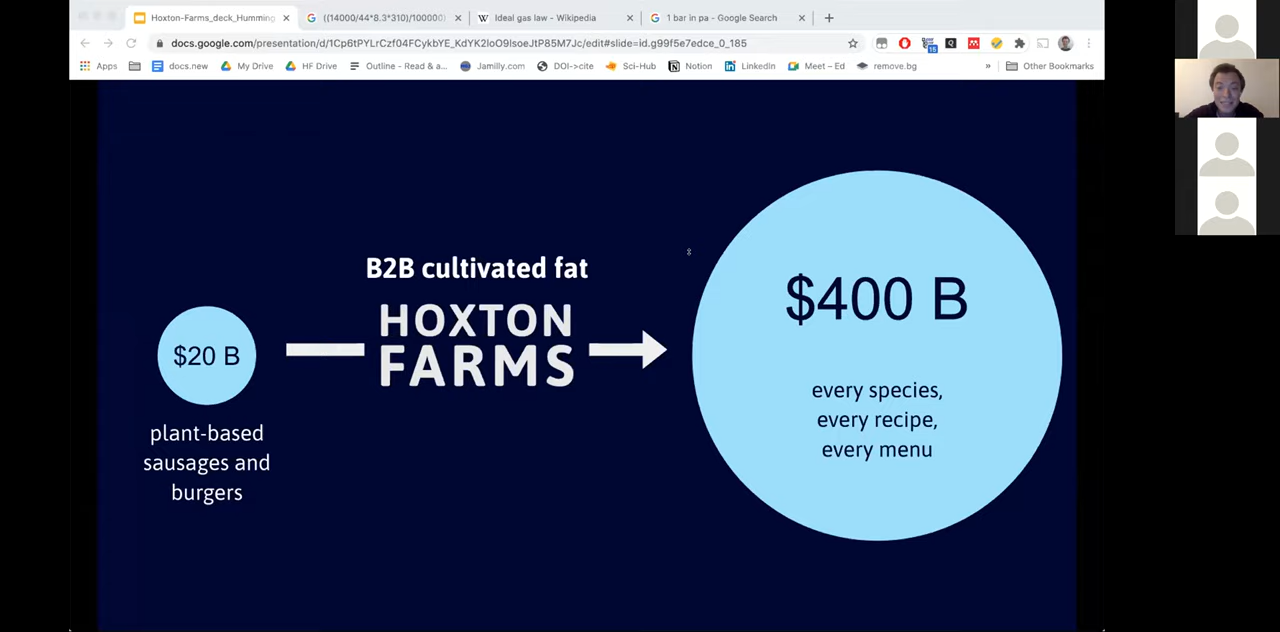 Hoxton-Farms_deck_Humming
((14000/44*8.3*310)/100000)
Ideal gas law - Wikipedia
1 bar in pa - Google Search
docs.google.com/presentation/d/1Cp6tPYLrCzf04FCykbYE_KdYK2loO9lsoeJtP85M7Jc/edit#slide=id.g99f5e7edce_0_185
Apps
docs.new
My Drive
HF Drive
Outline - Read & a...
Jamilly.com
DOI->cite
Sci-Hub
Notion
LinkedIn
Meet – Ed
remove.bg
»
Other Bookmarks
B2B cultivated fat
HOXTON
FARMS
$20 B
plant-based
sausages and
burgers
$400 B
every species,
every recipe,
every menu